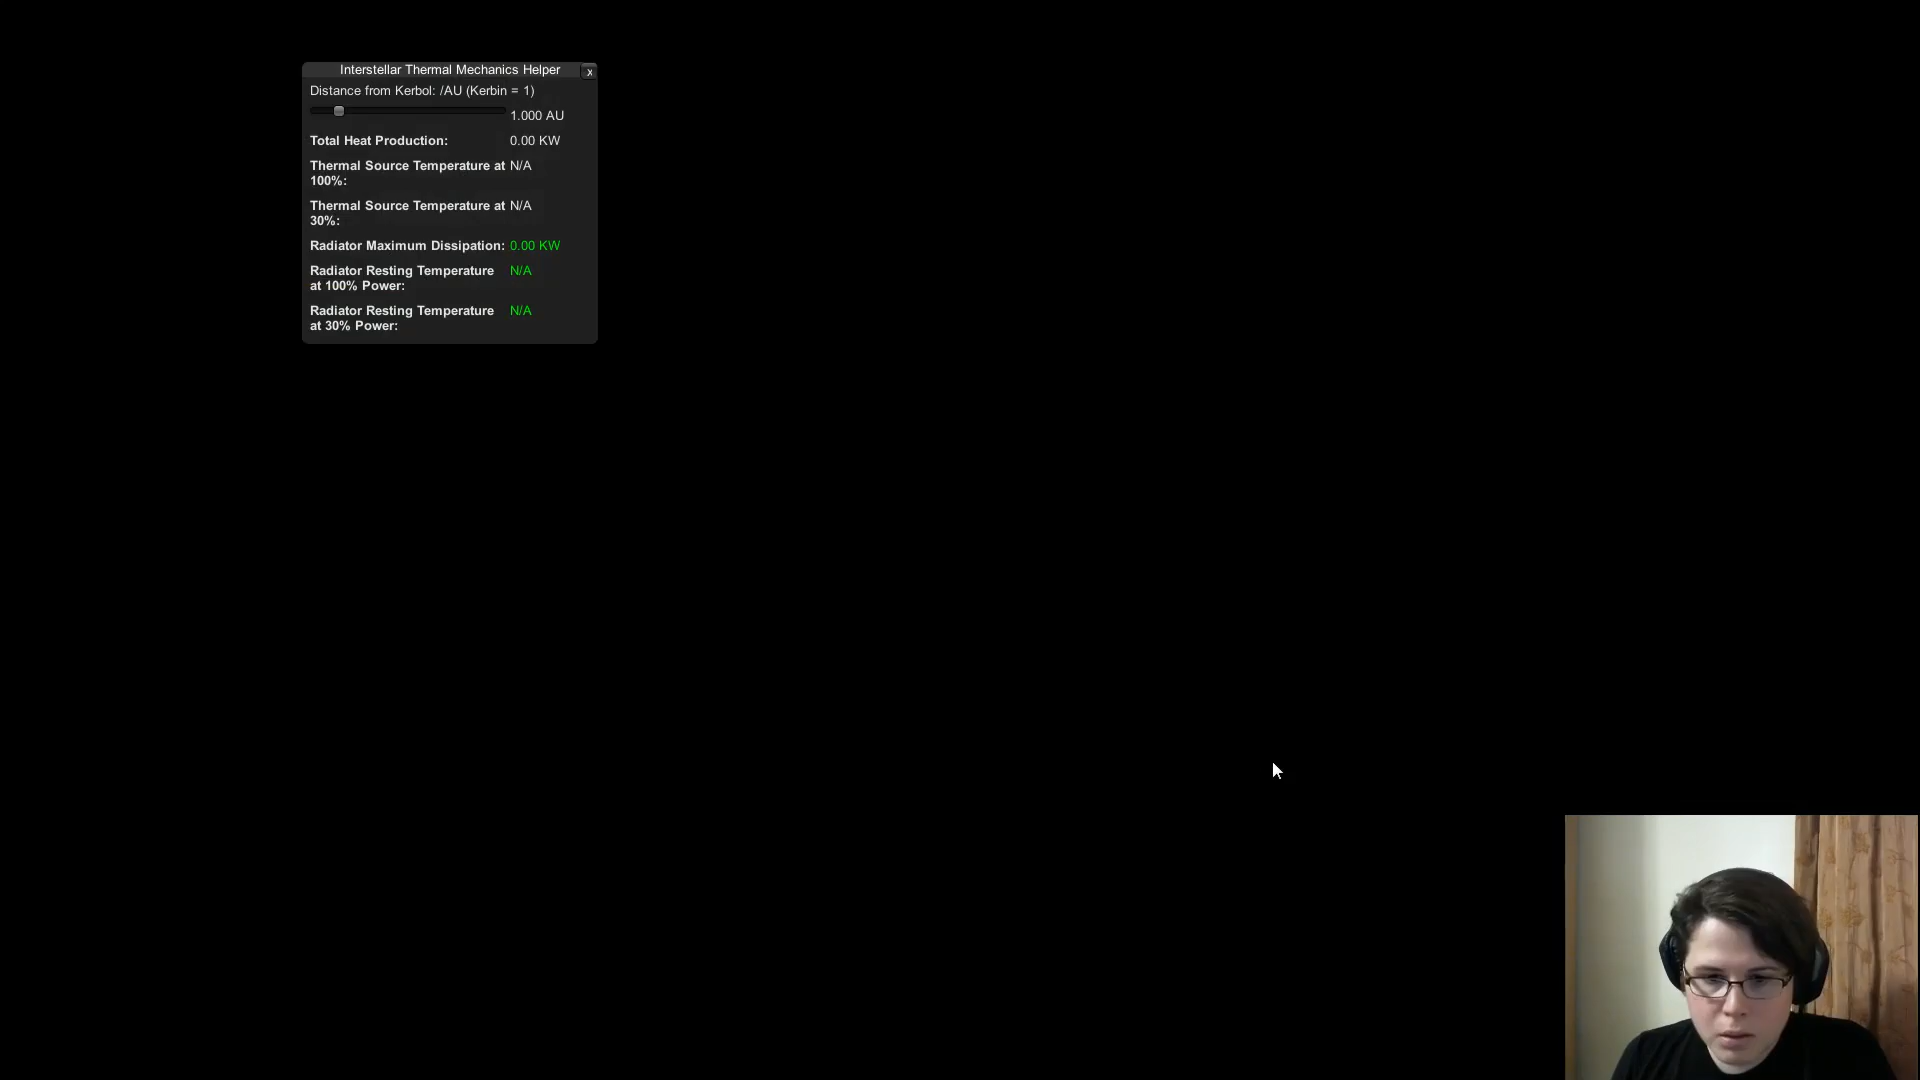 Interstellar Thermal Mechanics Helper
x
Distance from Kerbol: /AU (Kerbin = 1)
1.000 AU
Total Heat Production: 0.00 KW
Thermal Source Temperature at N/A
100%:
Thermal Source Temperature at N/A
30%:
Radiator Maximum Dissipation: 0.00 KW
Radiator Resting Temperature N/A
at 100% Power:
Radiator Resting Temperature N/A
at 30% Power: